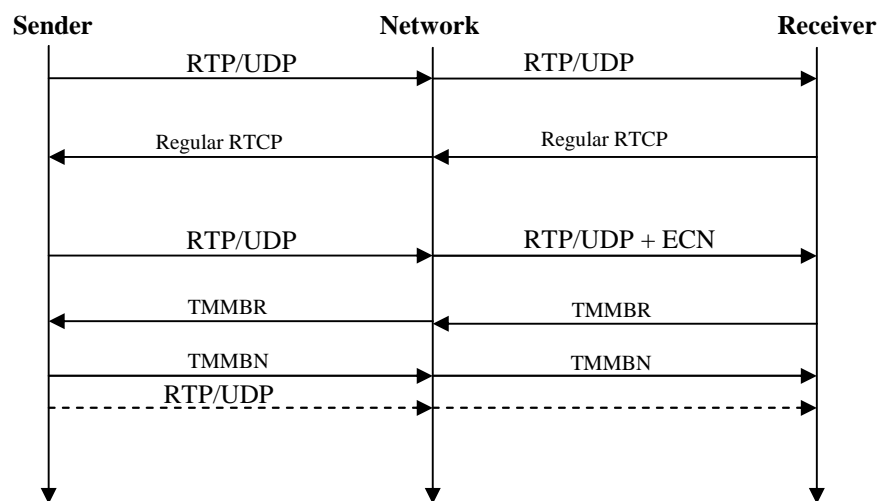 Sender Network Receiver
RTP/UDP RTP/UDP
Regular RTCP Regular RTCP
RTP/UDP RTP/UDP + ECN
TMMBR TMMBR
TMMBN TMMBN
RTP/UDP